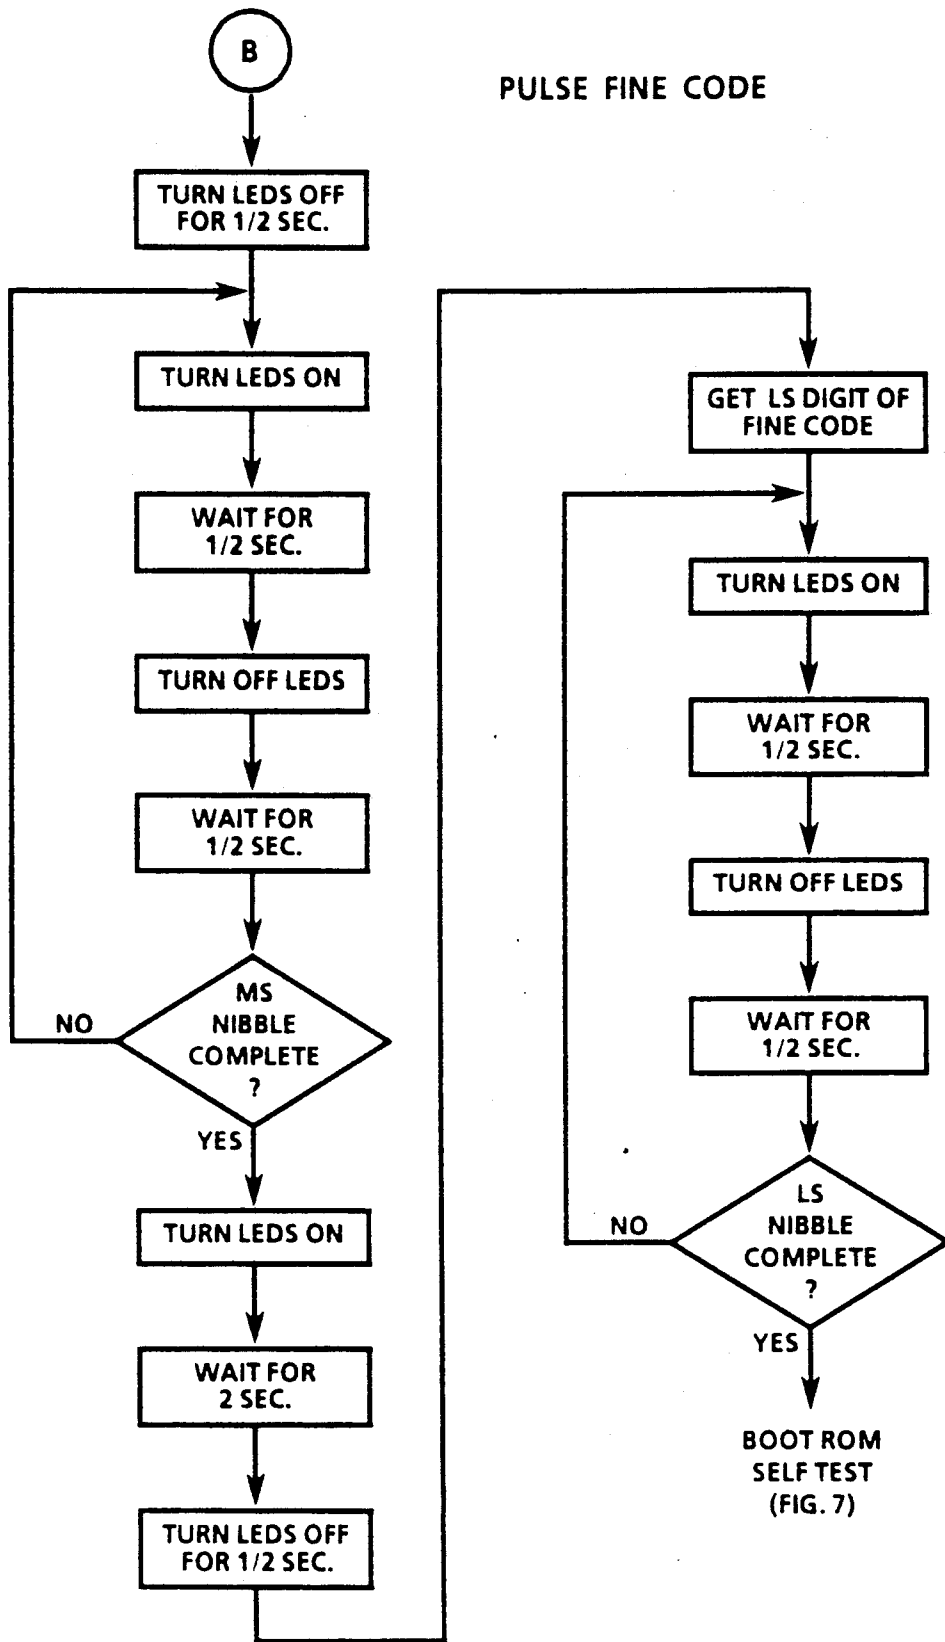 B
PULSE FINE CODE
TURN LEDS OFF
FOR 1/2 SEC.
TURN LEDS ON
WAIT FOR
1/2 SEC.
TURN OFF LEDS
WAIT FOR
1/2 SEC.
MS
NIBBLE
COMPLETE
?
NO
YES
TURN LEDS ON
WAIT FOR
2 SEC.
TURN LEDS OFF
FOR 1/2 SEC.
GET LS DIGIT OF
FINE CODE
TURN LEDS ON
WAIT FOR
1/2 SEC.
TURN OFF LEDS
WAIT FOR
1/2 SEC.
LS
NIBBLE
COMPLETE
?
NO
YES
BOOT ROM
SELF TEST
(FIG. 7)